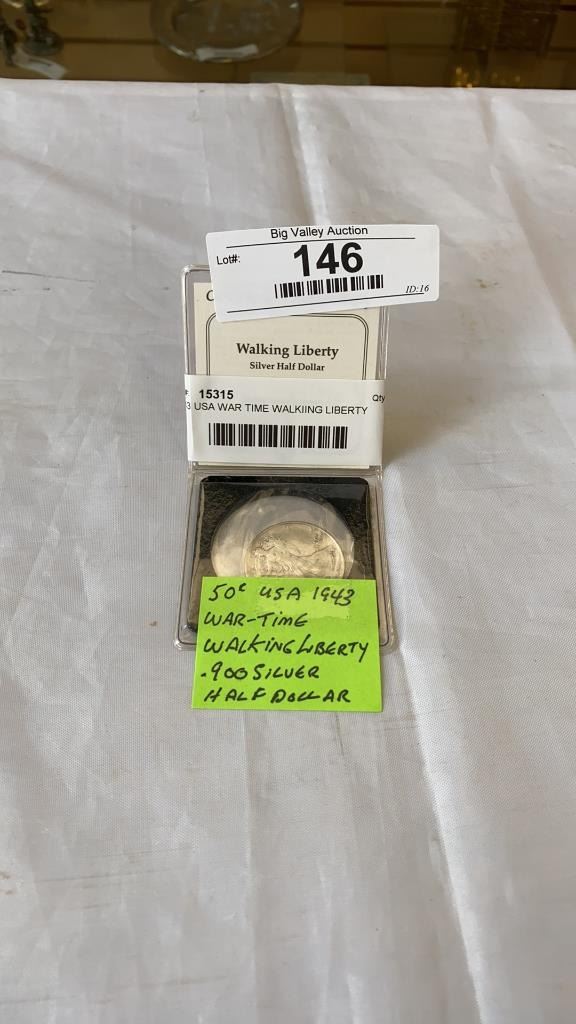 Big Valley Auction
Lot#:
146
ID:16
Walking Liberty
Silver Half Dollar
15315
Qty
3 USA WAR TIME WALKIING LIBERTY
50¢ USA 1943
WAR-TIME
WALKING LIBERTY
.900 SILVER
HALF DOLLAR